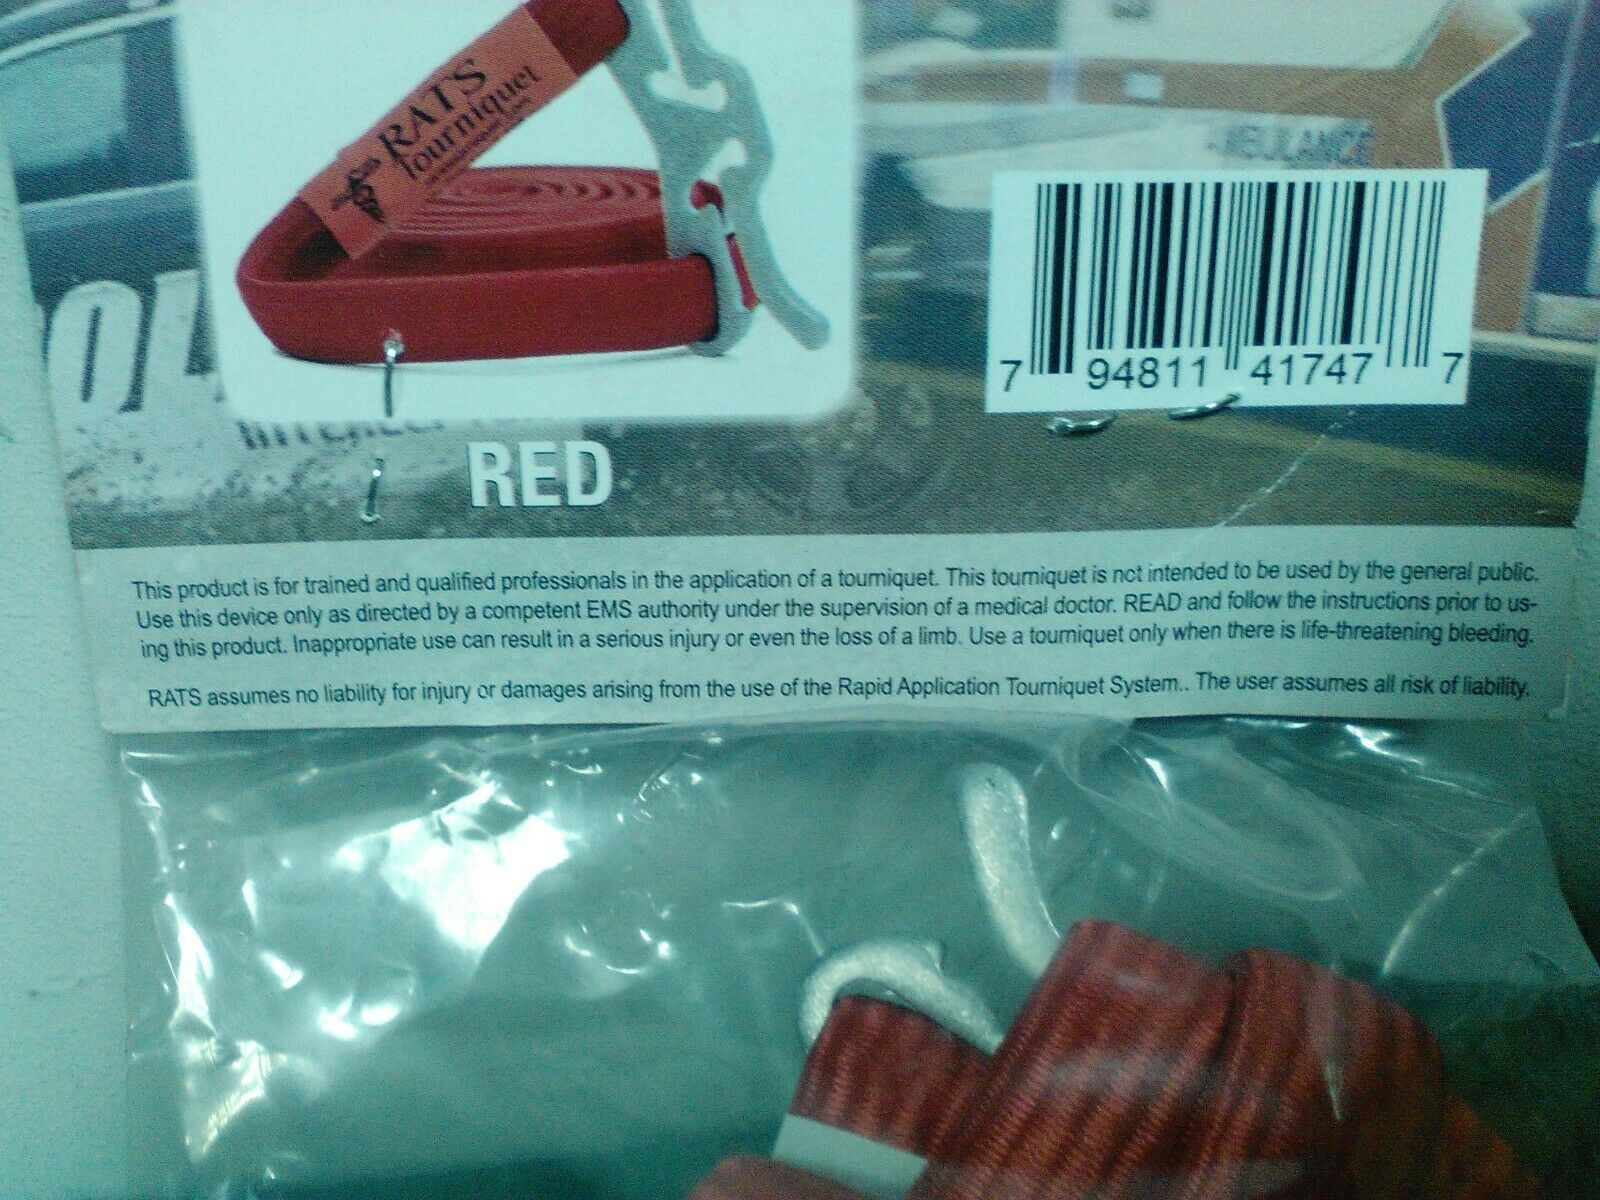 RATS
Tourniquet
AMBULANCE
7 94811 41747 7
RED
This product is for trained and qualified professionals in the application of a tourniquet. This tourniquet is not intended to be used by the general public.
Use this device only as directed by a competent EMS authority under the supervision of a medical doctor. READ and follow the instructions prior to us-
ing this product. Inappropriate use can result in a serious injury or even the loss of a limb. Use a tourniquet only when there is life-threatening bleeding.
RATS assumes no liability for injury or damages arising from the use of the Rapid Application Tourniquet System.. The user assumes all risk of liability.